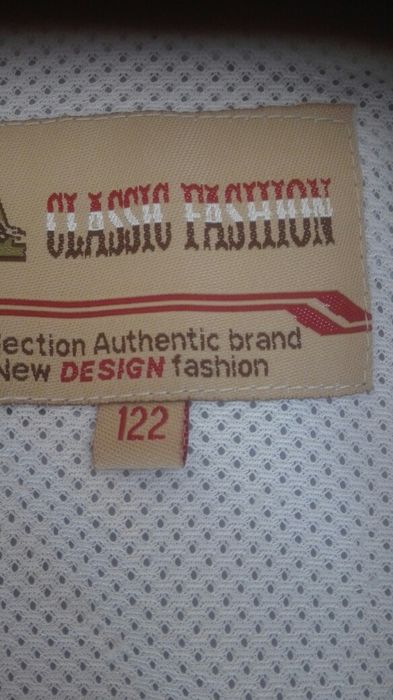 CLASSIC FASHION
ection Authentic brand
New DESIGN fashion
122